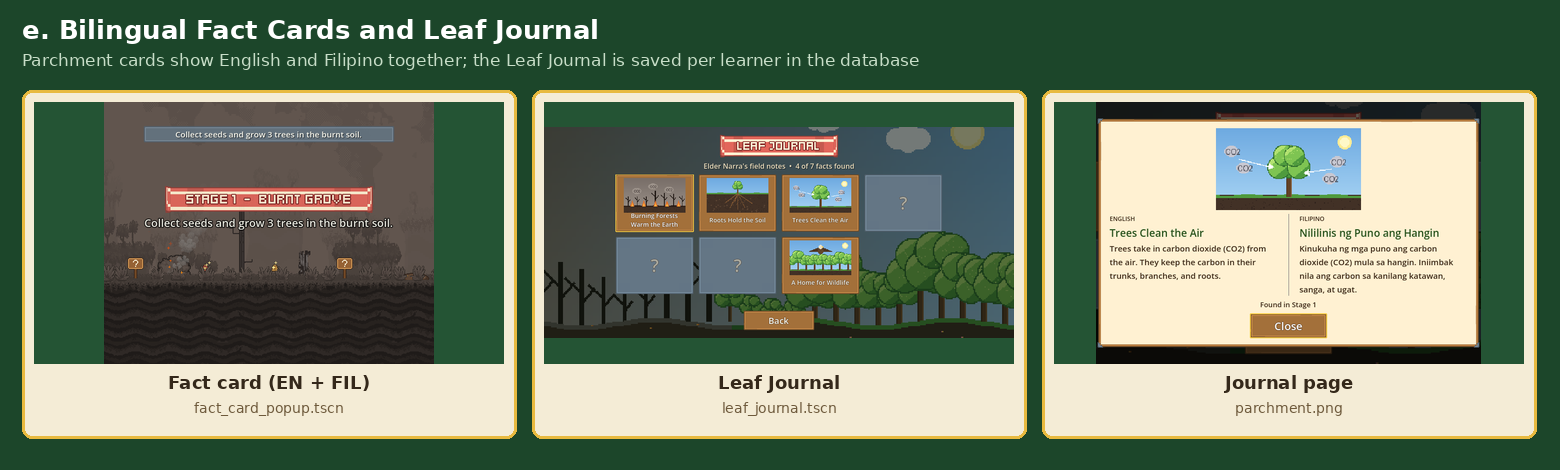 e. Bilingual Fact Cards and Leaf Journal
Parchment cards show English and Filipino together; the Leaf Journal is saved per learner in the database
Collect seeds and grow 3 trees in the burnt soil.
STAGE 1 - BURNT GROVE
Collect seeds and grow 3 trees in the burnt soil.
?
?
Fact card (EN + FIL)
fact_card_popup.tscn
LEAF JOURNAL
Elder Narra's field notes • 4 of 7 facts found
Burning Forests
Warm the Earth
Roots Hold the Soil
Trees Clean the Air
?
?
?
A Home for Wildlife
Back
Leaf Journal
leaf_journal.tscn
CO2
CO2
CO2
CO2
ENGLISH
Trees Clean the Air
Trees take in carbon dioxide (CO2) from
the air. They keep the carbon in their
trunks, branches, and roots.
FILIPINO
Nililinis ng Puno ang Hangin
Kinukuha ng mga puno ang carbon
dioxide (CO2) mula sa hangin. Iniimbak
nila ang carbon sa kanilang katawan,
sanga, at ugat.
Found in Stage 1
Close
Journal page
parchment.png